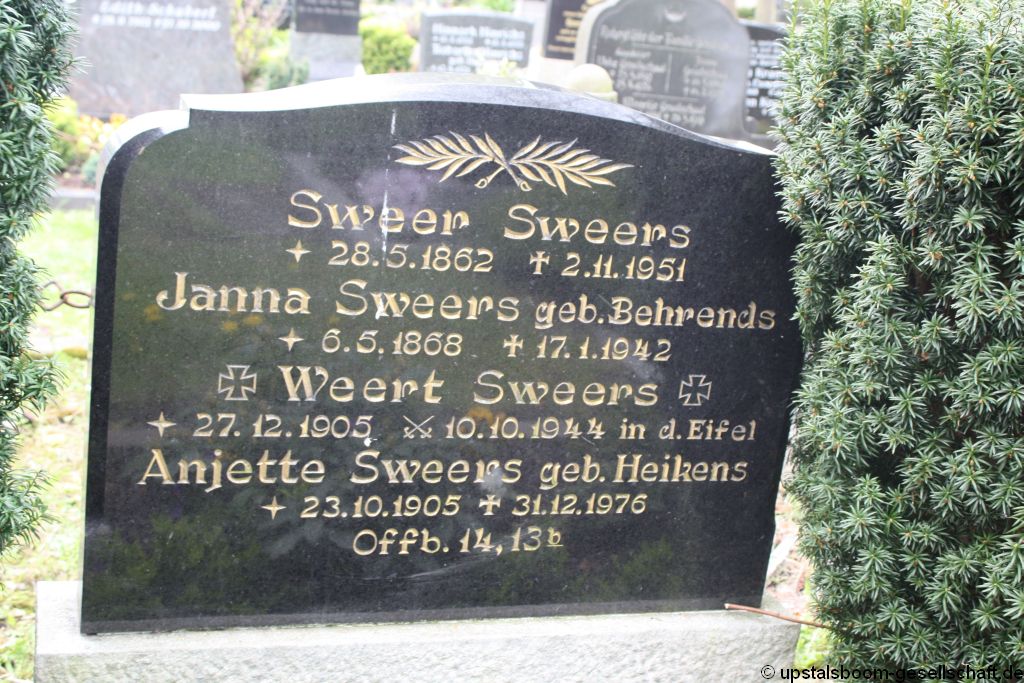 Sweer Sweers
28.5.1862 2.11.1951
Janna Sweers geb. Behrends
6.5.1868 17.1.1942
Weert Sweers
27.12.1905 10.10.1944 in d. Eifel
Anjette Sweers geb. Heikens
23.10.1905 31.12.1976
Offb. 14, 13b
© upstalsboom-gesellschaft.de